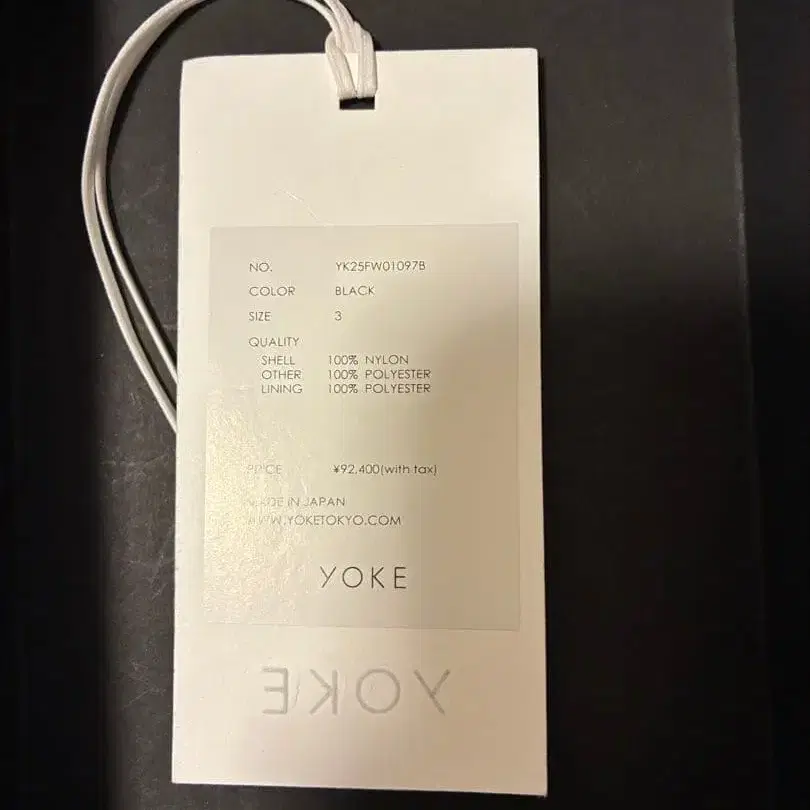 NO. YK25FW01097B
COLOR BLACK
SIZE 3
QUALITY
SHELL 100% NYLON
OTHER 100% POLYESTER
LINING 100% POLYESTER
PRICE ¥92,400(with tax)
MADE IN JAPAN
WWW.YOKETOKYO.COM
YOKE
YOKE